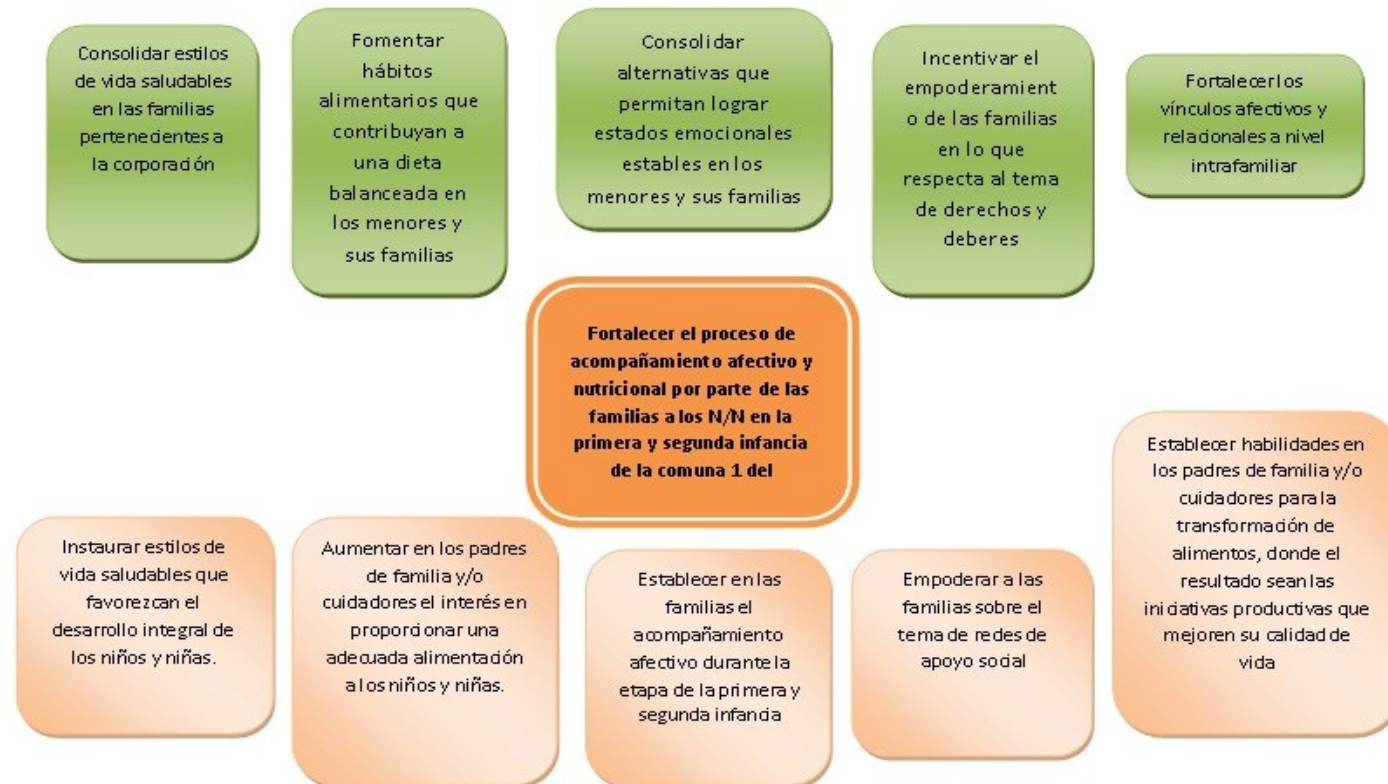 Consolidar estilos
de vida saludables
en las familias
pertenecientes a
la corporación
Fomentar
hábitos
alimentarios que
contribuyan a
una dieta
balanceada en
los menores y
sus familias
Consolidar
alternativas que
permitan lograr
estados emocionales
estables en los
menores y sus familias
Incentivar el
empoderamient
o de las familias
en lo que
respecta al tema
de derechos y
deberes
Fortalecer los
vínculos afectivos y
relacionales a nivel
intrafamiliar
Fortalecer el proceso de
acompañamiento afectivo y
nutricional por parte de las
familias a los N/N en la
primera y segunda infancia
de la comuna 1 del
Instaurar estilos de
vida saludables que
favorezcan el
desarrollo integral de
los niños y niñas.
Aumentar en los padres
de familia y/o
cuidadores el interés en
proporcionar una
adecuada alimentación
a los niños y niñas.
Establecer en las
familias el
acompañamiento
afectivo durante la
etapa de la primera y
segunda infancia
Empoderar a las
familias sobre el
tema de redes de
apoyo social
Establecer habilidades en
los padres de familia y/o
cuidadores para la
transformación de
alimentos, donde el
resultado sean las
iniciativas productivas que
mejoren su calidad de
vida